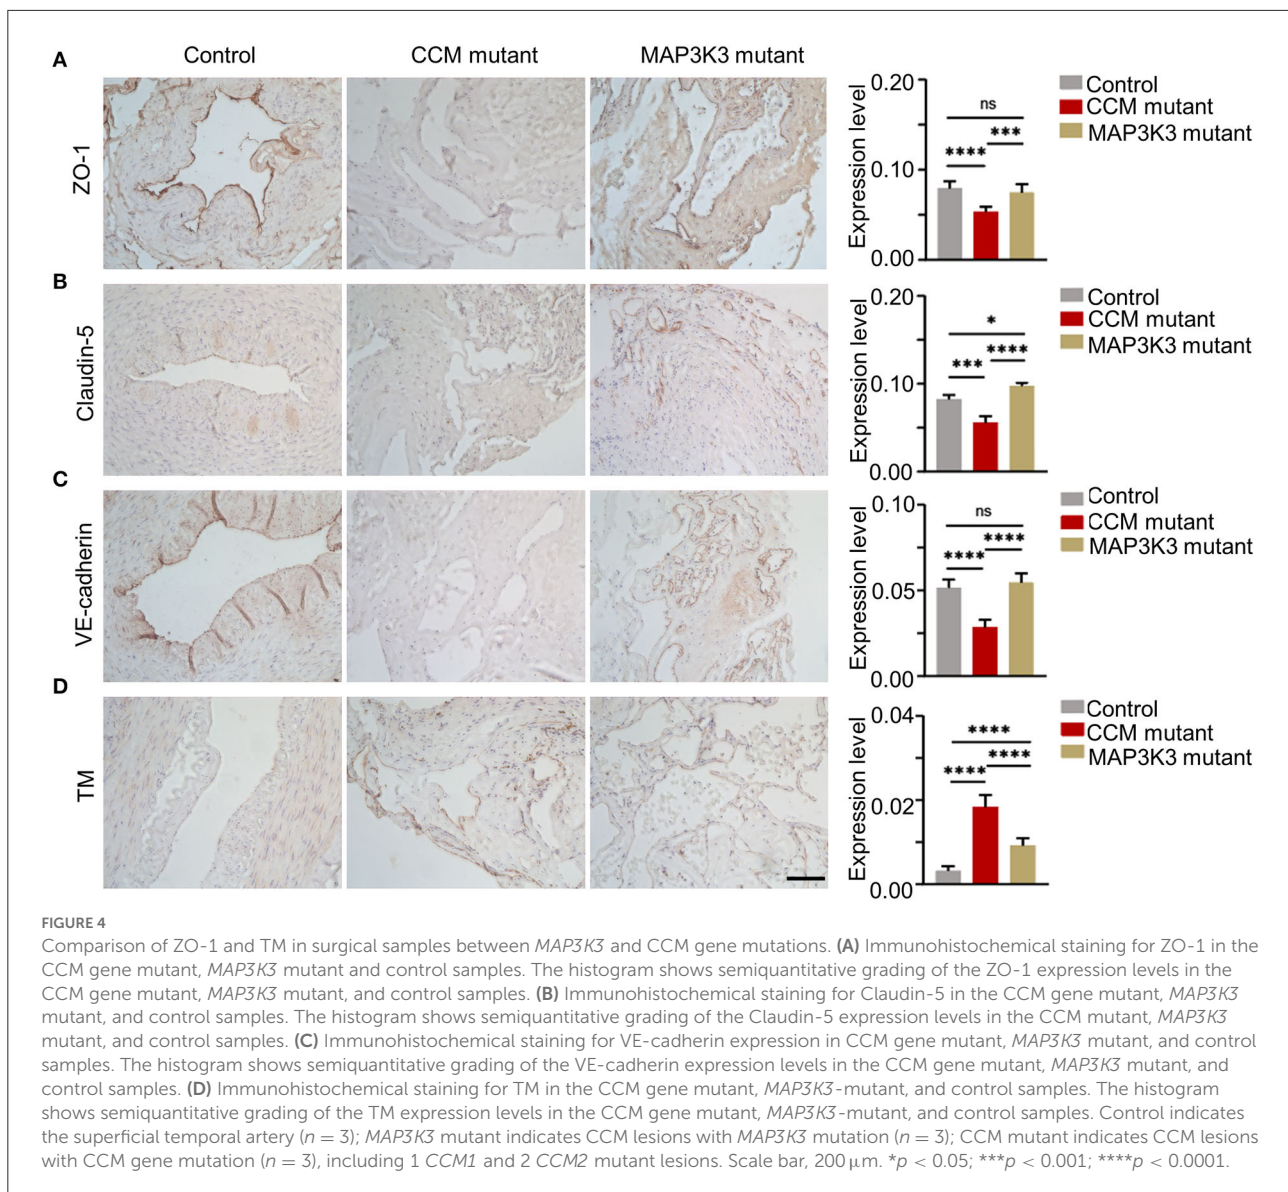 A
Control
CCM mutant
MAP3K3 mutant
ZO-1
Expression level
0.20
0.10
0.00
ns
****
***
Control
CCM mutant
MAP3K3 mutant
B
Claudin-5
Expression level
0.20
0.10
0.00
*
***
****
Control
CCM mutant
MAP3K3 mutant
C
VE-cadherin
Expression level
0.10
0.05
0.00
ns
****
****
Control
CCM mutant
MAP3K3 mutant
D
TM
Expression level
0.04
0.02
0.00
****
****
****
Control
CCM mutant
MAP3K3 mutant
FIGURE 4
Comparison of ZO-1 and TM in surgical samples between MAP3K3 and CCM gene mutations. (A) Immunohistochemical staining for ZO-1 in the
CCM gene mutant, MAP3K3 mutant and control samples. The histogram shows semiquantitative grading of the ZO-1 expression levels in the
CCM gene mutant, MAP3K3 mutant, and control samples. (B) Immunohistochemical staining for Claudin-5 in the CCM gene mutant, MAP3K3
mutant, and control samples. The histogram shows semiquantitative grading of the Claudin-5 expression levels in the CCM mutant, MAP3K3
mutant, and control samples. (C) Immunohistochemical staining for VE-cadherin expression in CCM gene mutant, MAP3K3 mutant, and control
samples. The histogram shows semiquantitative grading of the VE-cadherin expression levels in the CCM gene mutant, MAP3K3 mutant, and
control samples. (D) Immunohistochemical staining for TM in the CCM gene mutant, MAP3K3-mutant, and control samples. The histogram
shows semiquantitative grading of the TM expression levels in the CCM gene mutant, MAP3K3-mutant, and control samples. Control indicates
the superficial temporal artery (n = 3); MAP3K3 mutant indicates CCM lesions with MAP3K3 mutation (n = 3); CCM mutant indicates CCM lesions
with CCM gene mutation (n = 3), including 1 CCM1 and 2 CCM2 mutant lesions. Scale bar, 200 μm. *p < 0.05; ***p < 0.001; ****p < 0.0001.